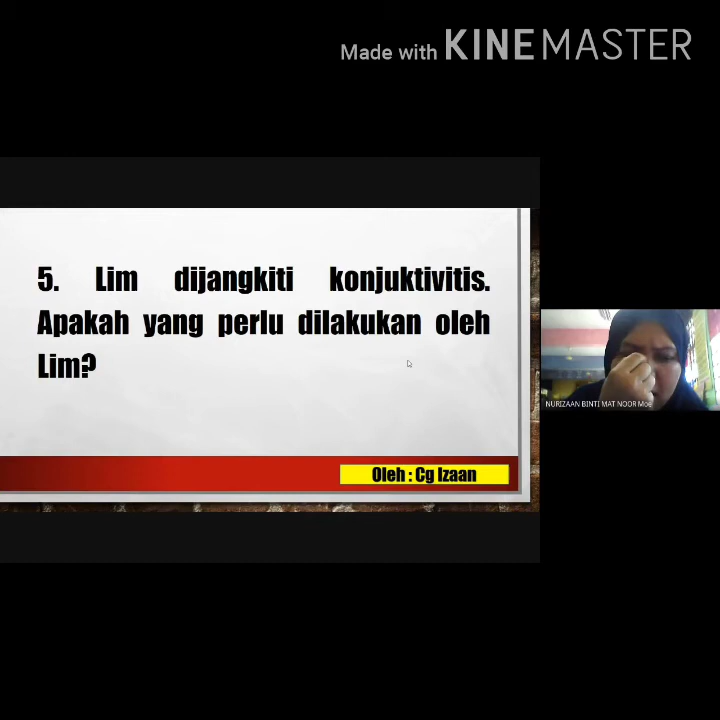 Made with KINEMASTER
5. Lim dijangkiti konjuktivitis.
Apakah yang perlu dilakukan oleh
Lim?
NURIZAAN BINTI MAT NOOR Moe
Oleh : Cg Izaan